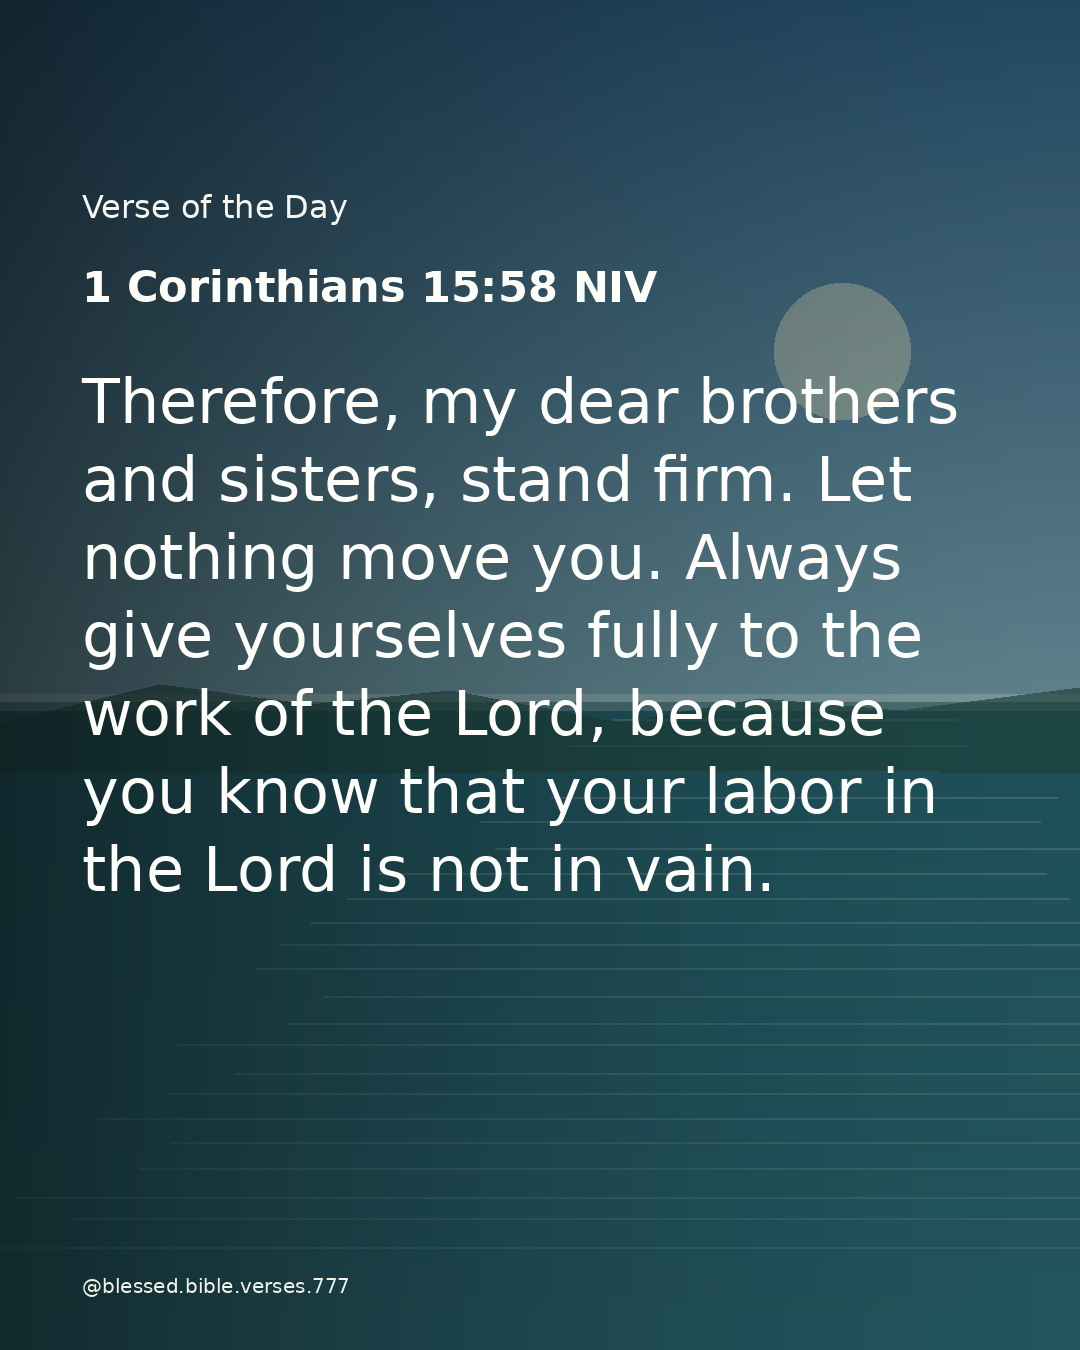 Verse of the Day
1 Corinthians 15:58 NIV
Therefore, my dear brothers
and sisters, stand firm. Let
nothing move you. Always
give yourselves fully to the
work of the Lord, because
you know that your labor in
the Lord is not in vain.
@blessed.bible.verses.777